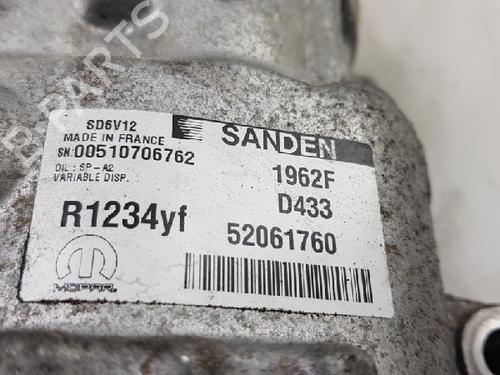 SD6V12
MADE IN FRANCE
SN:00510706762
OIL : SP-A2
VARIABLE DISP.
R1234yf
MOPAR
SANDEN
1962F
D433
52061760